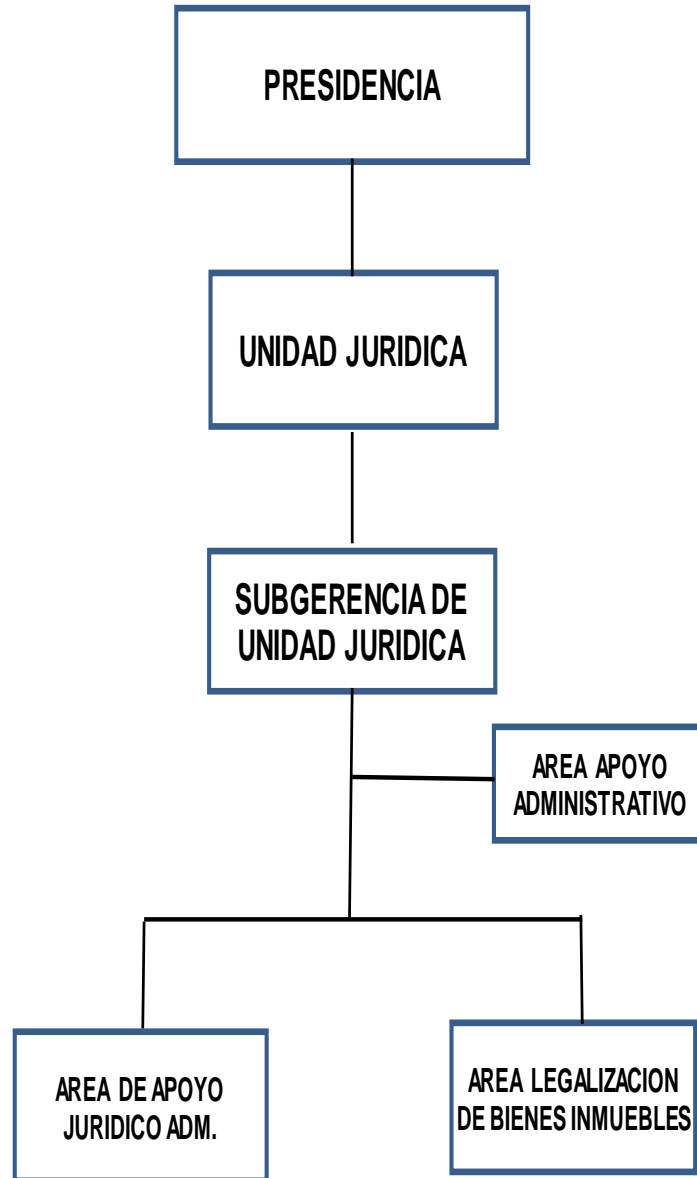 PRESIDENCIA
UNIDAD JURIDICA
SUBGERENCIA DE
UNIDAD JURIDICA
AREA APOYO
ADMINISTRATIVO
AREA DE APOYO
JURIDICO ADM.
AREA LEGALIZACION
DE BIENES INMUEBLES